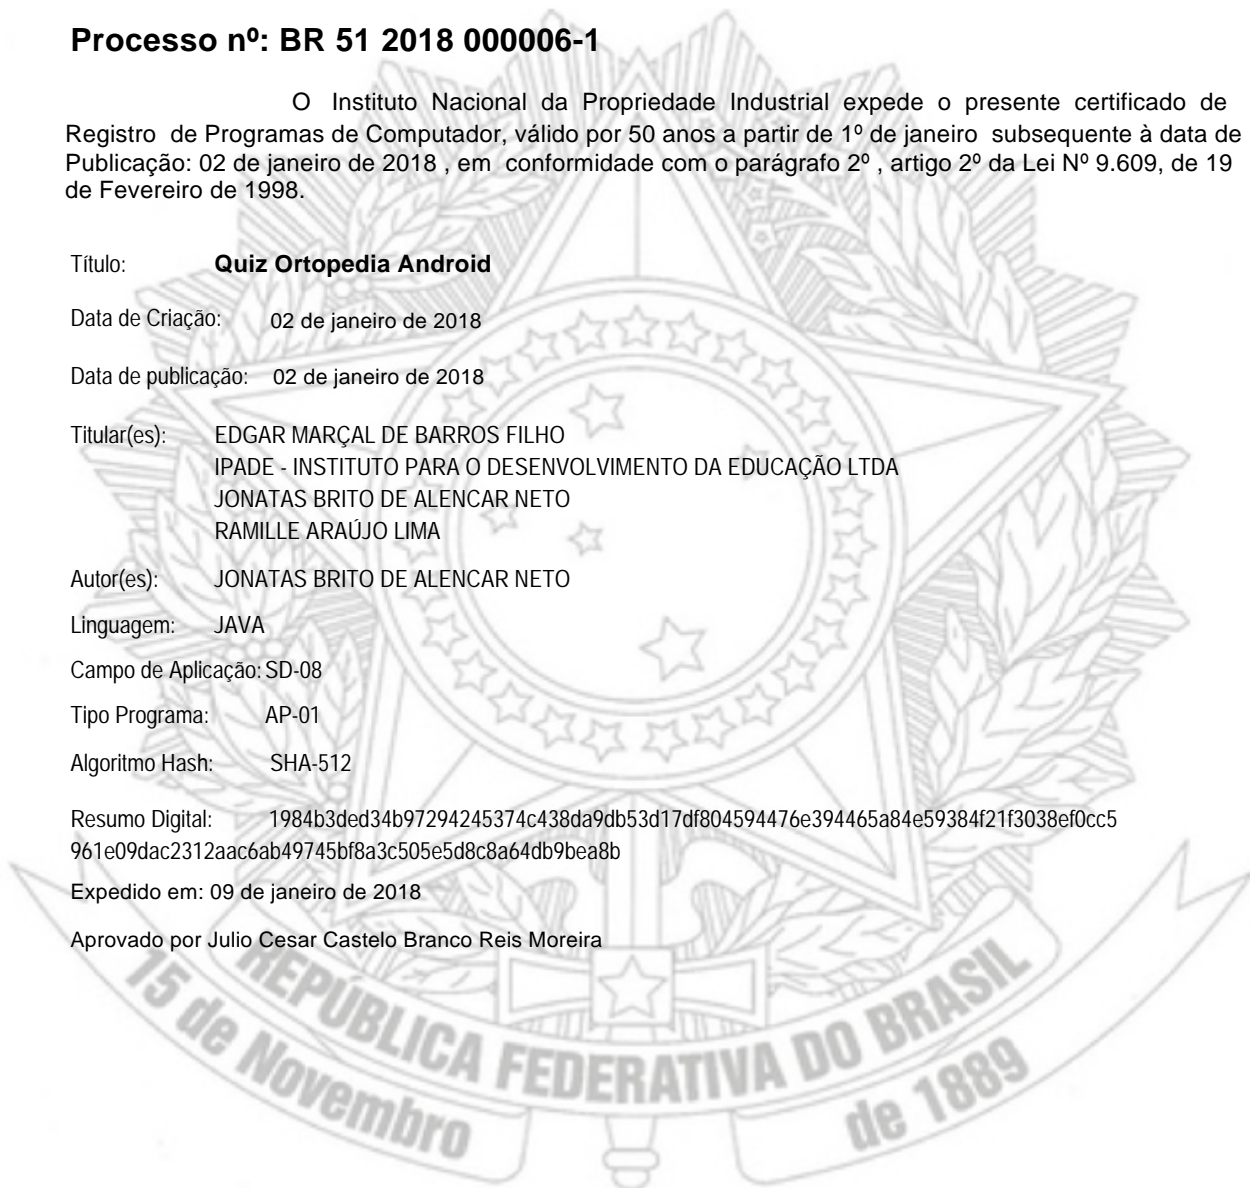 Processo nº: BR 51 2018 000006-1
O Instituto Nacional da Propriedade Industrial expede o presente certificado de
Registro de Programas de Computador, válido por 50 anos a partir de 1º de janeiro subsequente à data de
Publicação: 02 de janeiro de 2018 , em conformidade com o parágrafo 2º , artigo 2º da Lei Nº 9.609, de 19
de Fevereiro de 1998.
Título: Quiz Ortopedia Android
Data de Criação: 02 de janeiro de 2018
Data de publicação: 02 de janeiro de 2018
Titular(es): EDGAR MARÇAL DE BARROS FILHO
IPADE - INSTITUTO PARA O DESENVOLVIMENTO DA EDUCAÇÃO LTDA
JONATAS BRITO DE ALENCAR NETO
RAMILLE ARAÚJO LIMA
Autor(es): JONATAS BRITO DE ALENCAR NETO
Linguagem: JAVA
Campo de Aplicação: SD-08
Tipo Programa: AP-01
Algoritmo Hash: SHA-512
Resumo Digital: 1984b3ded34b97294245374c438da9db53d17df804594476e394465a84e59384f21f3038ef0cc5
961e09dac2312aac6ab49745bf8a3c505e5d8c8a64db9bea8b
Expedido em: 09 de janeiro de 2018
Aprovado por Julio Cesar Castelo Branco Reis Moreira
REPÚBLICA FEDERATIVA DO BRASIL
15 de Novembro de 1889